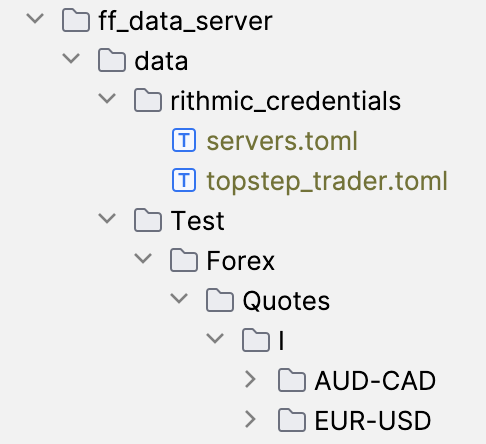 ff_data_server
data
rithmic_credentials
T servers.toml
T topstep_trader.toml
Test
Forex
Quotes
I
AUD-CAD
EUR-USD